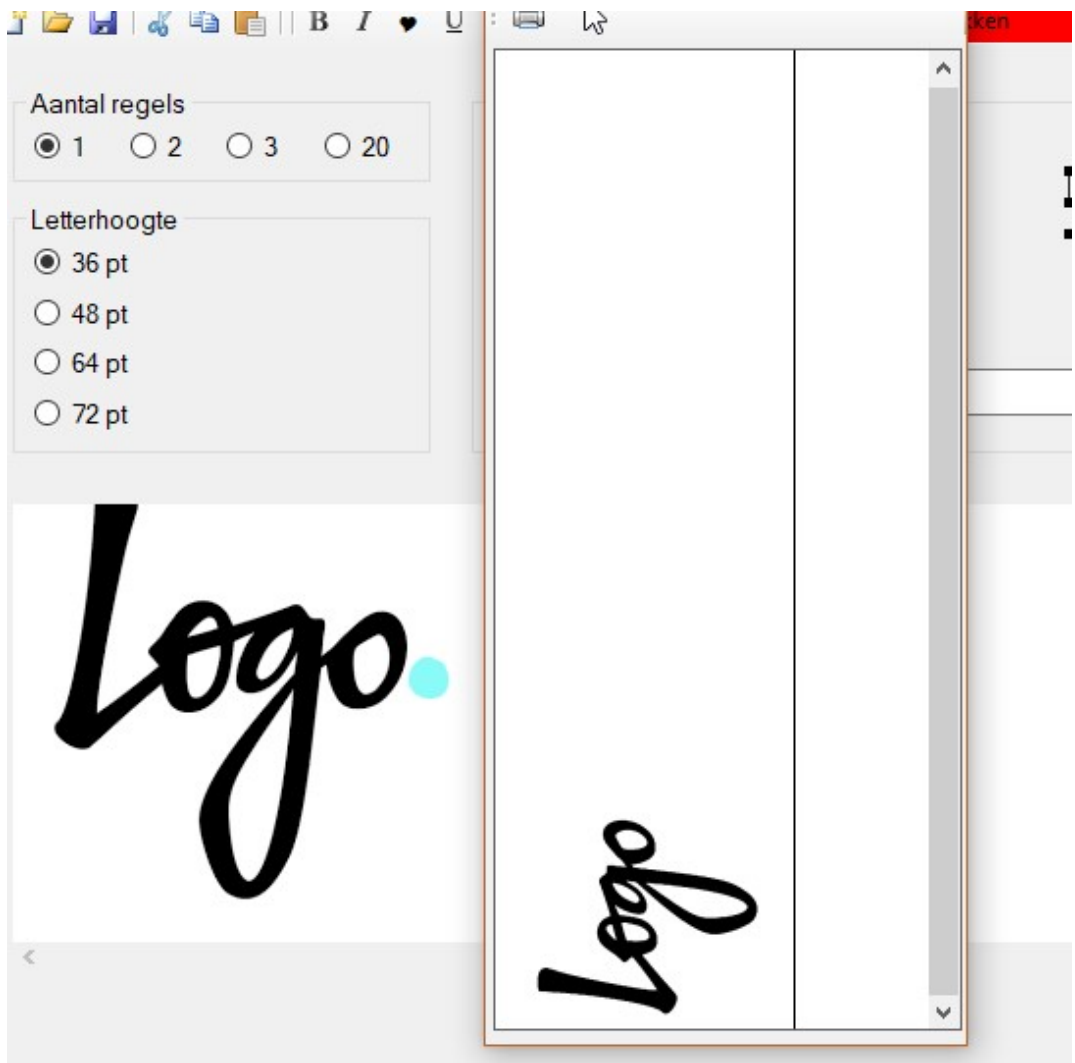 B I U
Aantal regels
1 2 3 20
Letterhoogte
36 pt
48 pt
64 pt
72 pt
Logo.
Logo